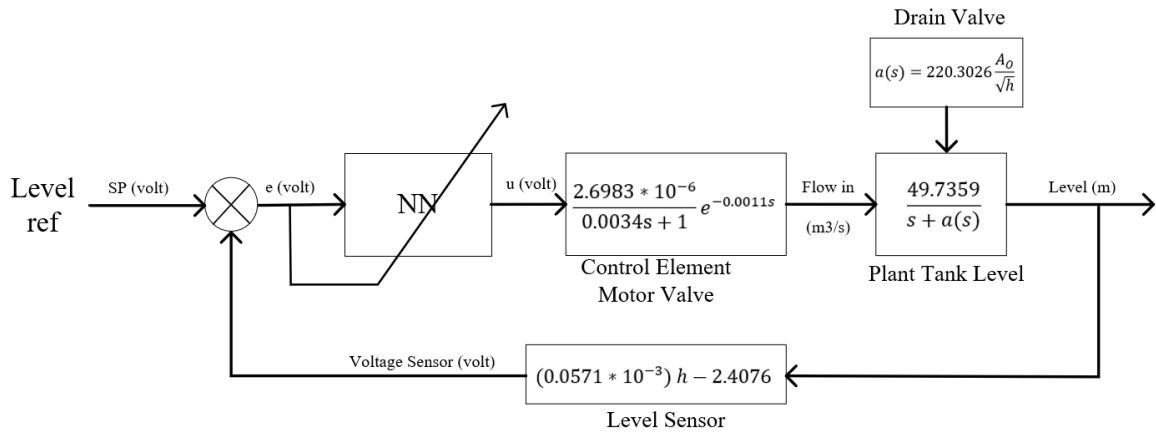 Drain Valve
a(s) = 220.3026 A_O / √h
Level
ref
SP (volt)
e (volt)
NN
u (volt)
2.6983 * 10^−6 / 0.0034s + 1 e^−0.0011s
Control Element
Motor Valve
Flow in
(m3/s)
49.7359 / s + a(s)
Plant Tank Level
Level (m)
Voltage Sensor (volt)
(0.0571 * 10^−3) h − 2.4076
Level Sensor